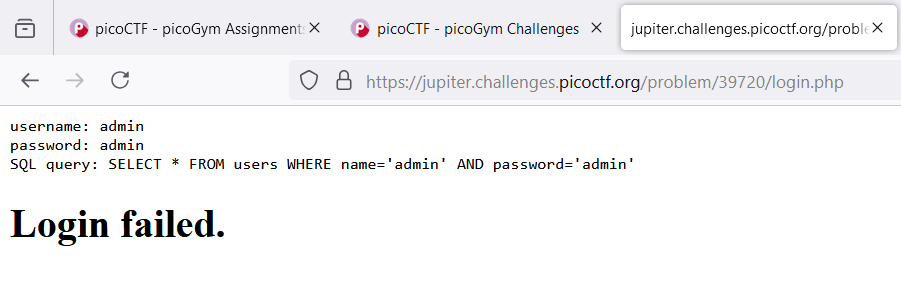 picoCTF - picoGym Assignments
picoCTF - picoGym Challenges
jupiter.challenges.picoctf.org/proble
https://jupiter.challenges.picoctf.org/problem/39720/login.php
username: admin
password: admin
SQL query: SELECT * FROM users WHERE name='admin' AND password='admin'
Login failed.